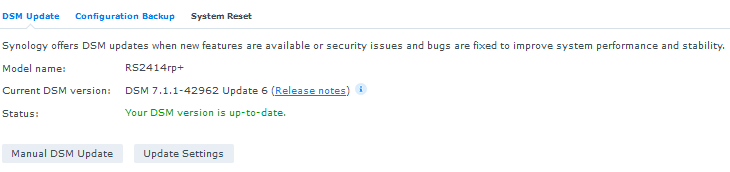 DSM Update Configuration Backup System Reset
Synology offers DSM updates when new features are available or security issues and bugs are fixed to improve system performance and stability.
Model name: RS2414rp+
Current DSM version: DSM 7.1.1-42962 Update 6 (Release notes) i
Status: Your DSM version is up-to-date.
Manual DSM Update Update Settings